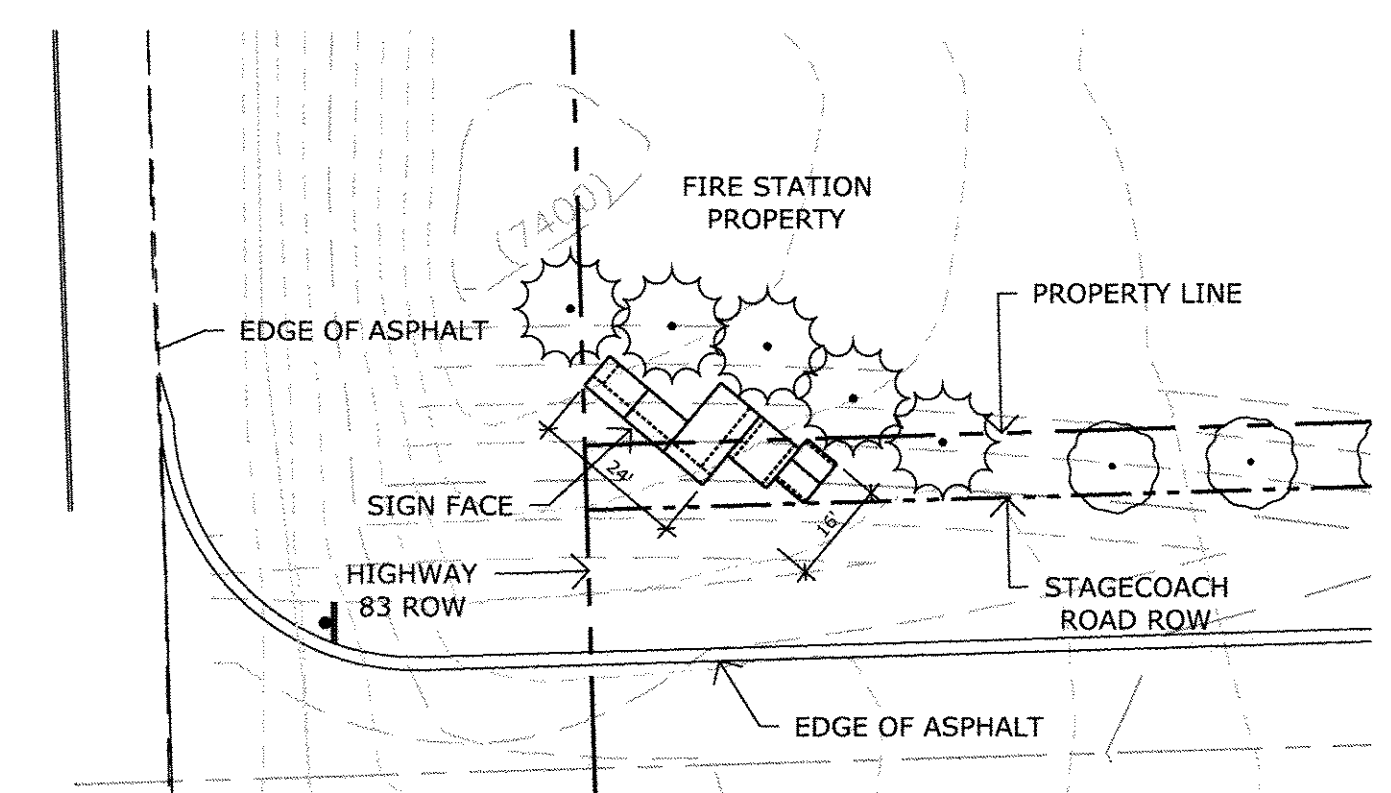 FIRE STATION
PROPERTY
(7400)
PROPERTY LINE
EDGE OF ASPHALT
24'
SIGN FACE
16'
HIGHWAY
83 ROW
STAGECOACH
ROAD ROW
EDGE OF ASPHALT